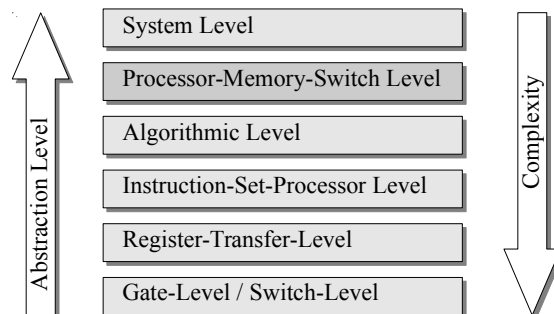 System Level
Processor-Memory-Switch Level
Algorithmic Level
Instruction-Set-Processor Level
Register-Transfer-Level
Gate-Level / Switch-Level
Abstraction Level
Complexity